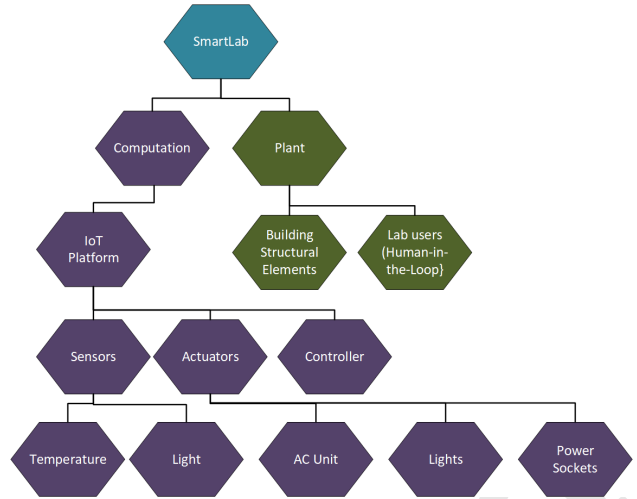 SmartLab
Computation
Plant
IoT
Platform
Building
Structural
Elements
Lab users
(Human-in-
the-Loop}
Sensors
Actuators
Controller
Temperature
Light
AC Unit
Lights
Power
Sockets